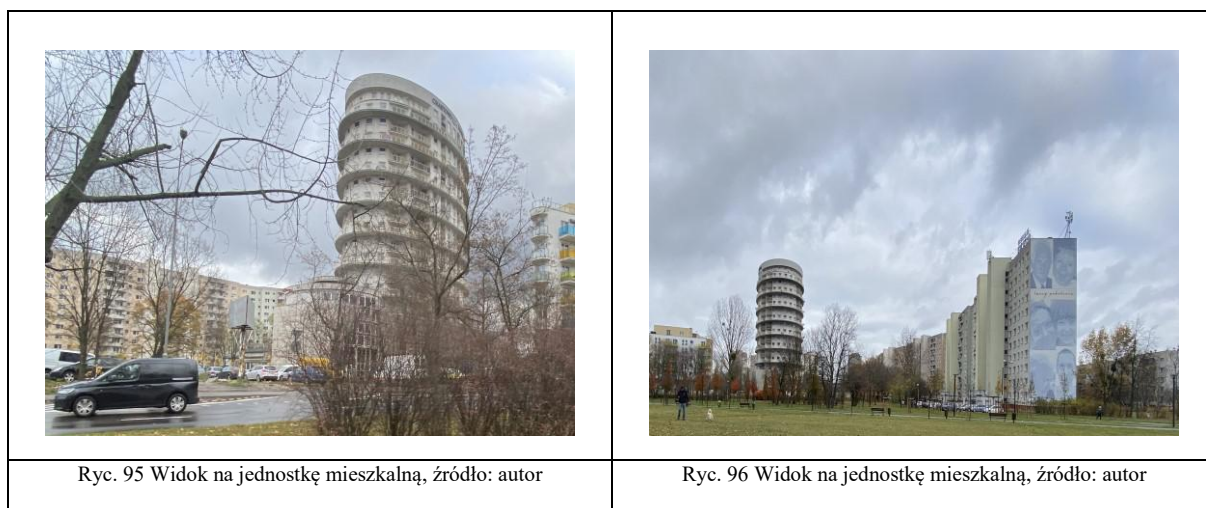 Ryc. 95 Widok na jednostkę mieszkalną, źródło: autor
Ryc. 96 Widok na jednostkę mieszkalną, źródło: autor